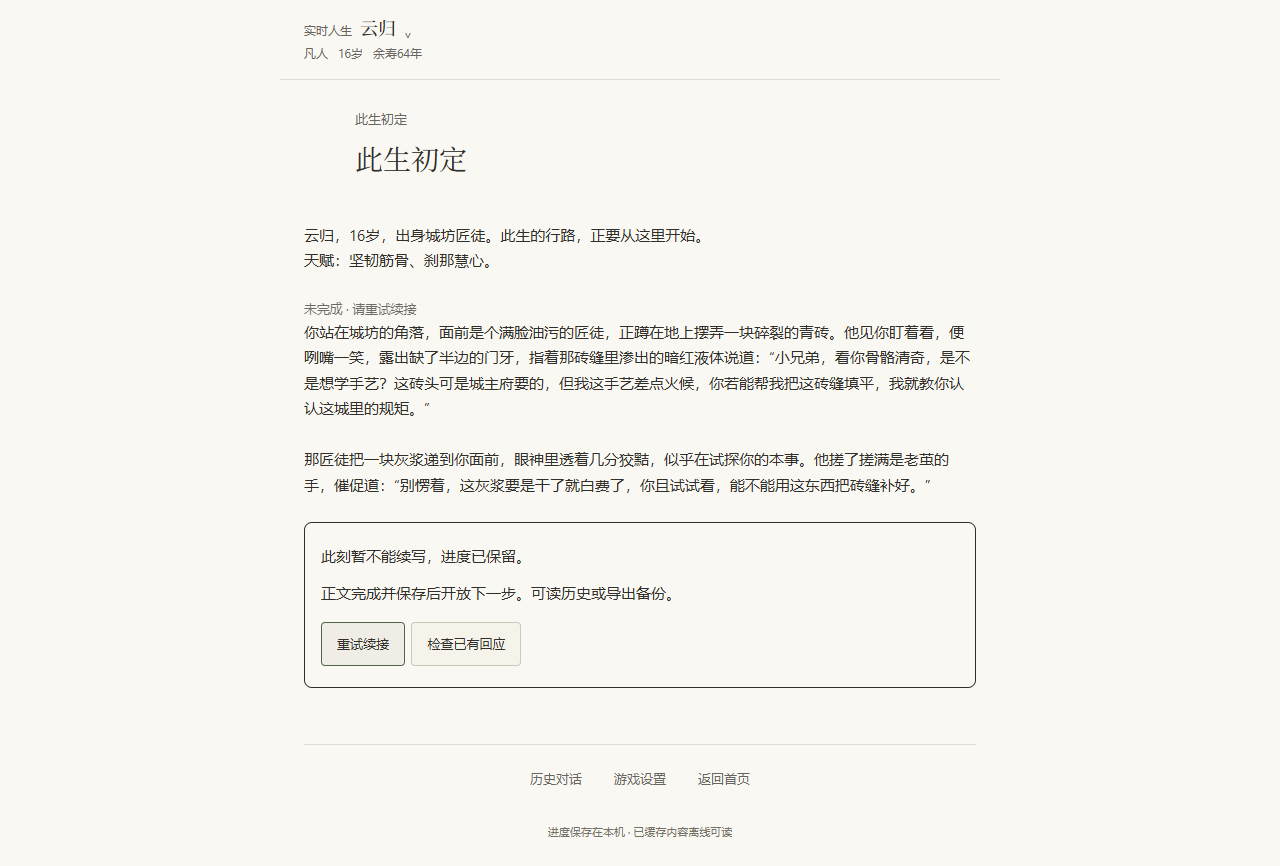 实时人生 云归 v
凡人 16岁 余寿64年
此生初定
此生初定
云归，16岁，出身城坊匠徒。此生的行路，正要从这里开始。
天赋：坚韧筋骨、刹那慧心。
未完成 · 请重试续接
你站在城坊的角落，面前是个满脸油污的匠徒，正蹲在地上摆弄一块碎裂的青砖。他见你盯着看，便
咧嘴一笑，露出缺了半边的门牙，指着那砖缝里渗出的暗红液体说道：“小兄弟，看你骨骼清奇，是不
是想学手艺？这砖头可是城主府要的，但我这手艺差点火候，你若能帮我把这砖缝填平，我就教你认
认这城里的规矩。”
那匠徒把一块灰浆递到你面前，眼神里透着几分狡黠，似乎在试探你的本事。他搓了搓满是老茧的
手，催促道：“别愣着，这灰浆要是干了就白费了，你且试试看，能不能用这东西把砖缝补好。”
此刻暂不能续写，进度已保留。
正文完成并保存后开放下一步。可读历史或导出备份。
重试续接 检查已有回应
历史对话 游戏设置 返回首页
进度保存在本机 · 已缓存内容离线可读